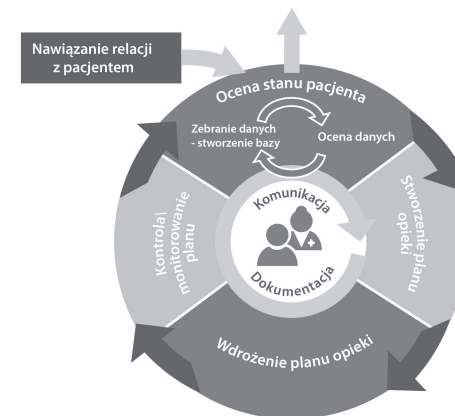 Nawiązanie relacji
z pacjentem
Ocena stanu pacjenta
Zebranie danych
- stworzenie bazy
Ocena danych
Stworzenie planu
opieki
Wdrożenie planu opieki
Kontrola\
monitorowanie
planu
Komunikacja
Dokumentacja